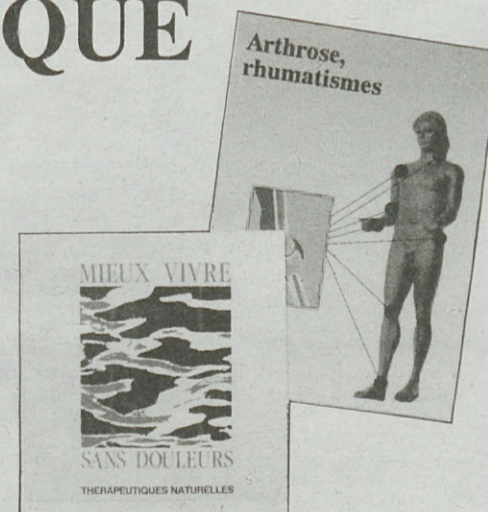 QUE
Arthrose,
rhumatismes
MIEUX VIVRE
SANS DOULEURS
THERAPEUTIQUES NATURELLES